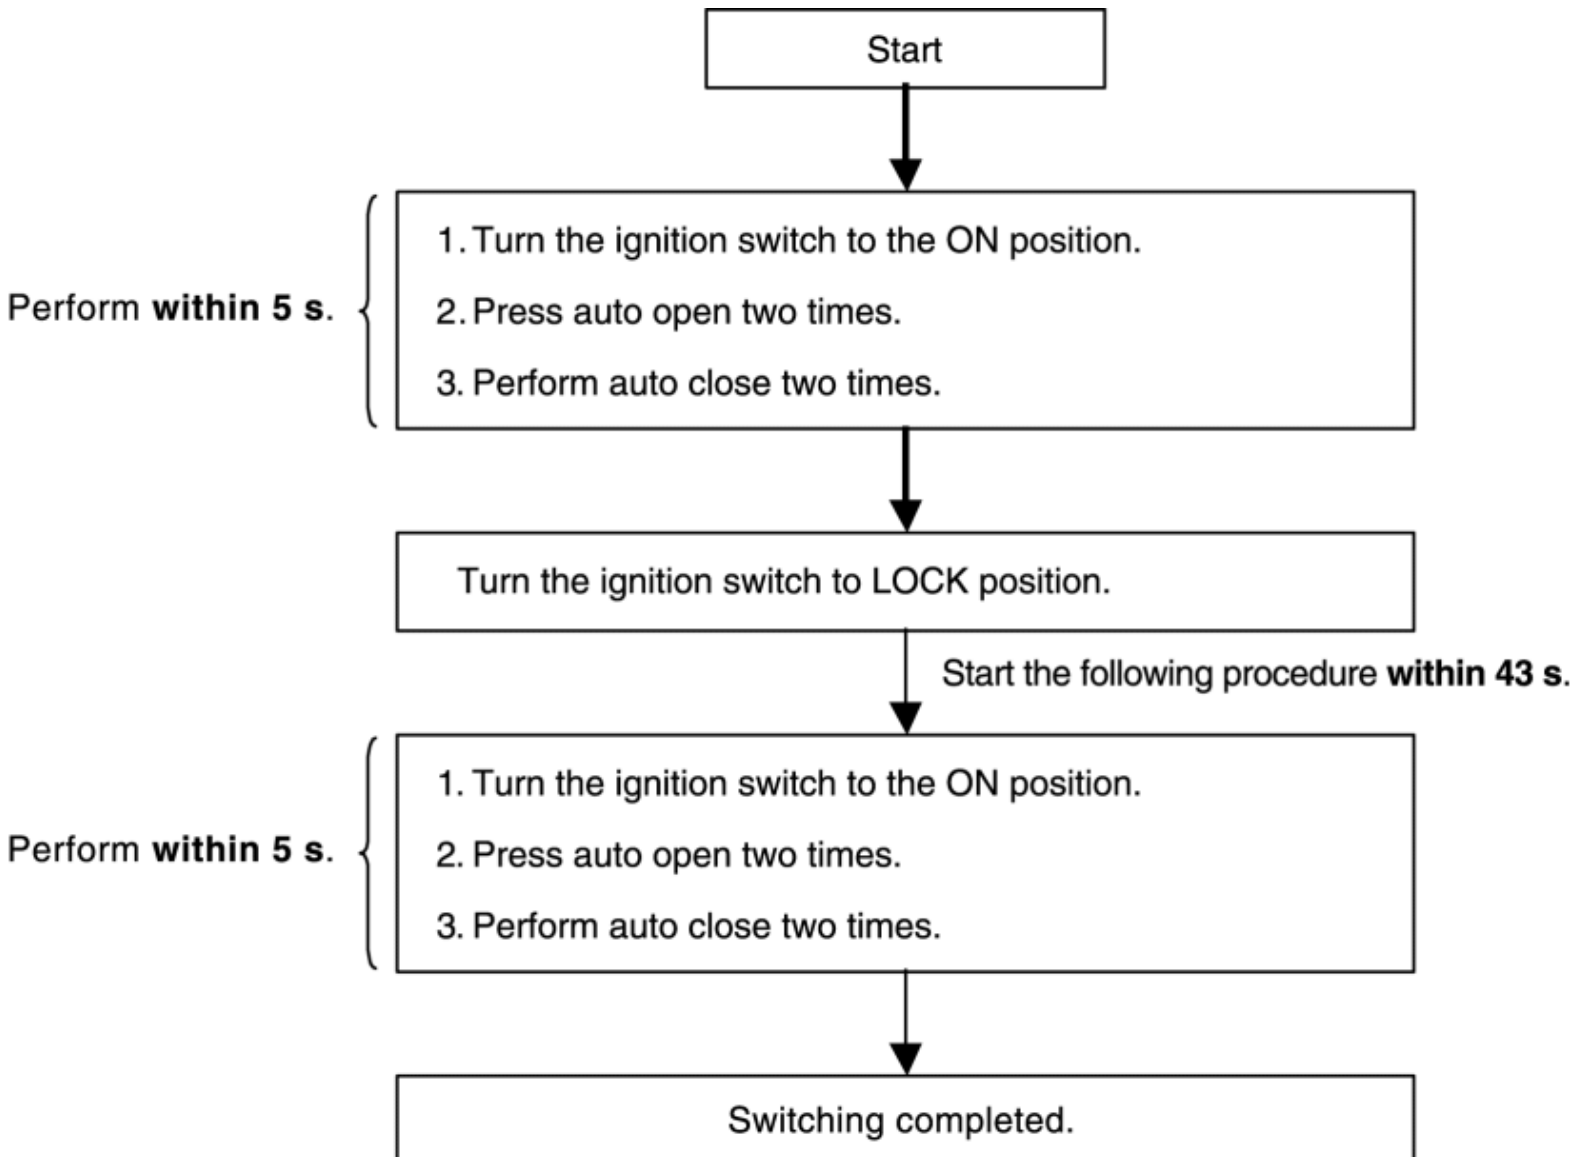 Start
Perform within 5 s.
1. Turn the ignition switch to the ON position.
2. Press auto open two times.
3. Perform auto close two times.
Turn the ignition switch to LOCK position.
Start the following procedure within 43 s.
Perform within 5 s.
1. Turn the ignition switch to the ON position.
2. Press auto open two times.
3. Perform auto close two times.
Switching completed.